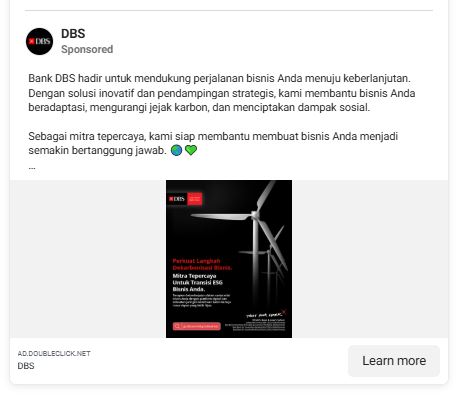 DBS
DBS
Sponsored
Bank DBS hadir untuk mendukung perjalanan bisnis Anda menuju keberlanjutan.
Dengan solusi inovatif dan pendampingan strategis, kami membantu bisnis Anda
beradaptasi, mengurangi jejak karbon, dan menciptakan dampak sosial.
Sebagai mitra tepercaya, kami siap membantu membuat bisnis Anda menjadi
semakin bertanggung jawab. 🌏💚
...
DBS
Perkuat Langkah
Dekarbonisasi Bisnis.
Mitra Tepercaya
Untuk Transisi ESG
Bisnis Anda.
AD.DOUBLECLICK.NET
DBS
Learn more